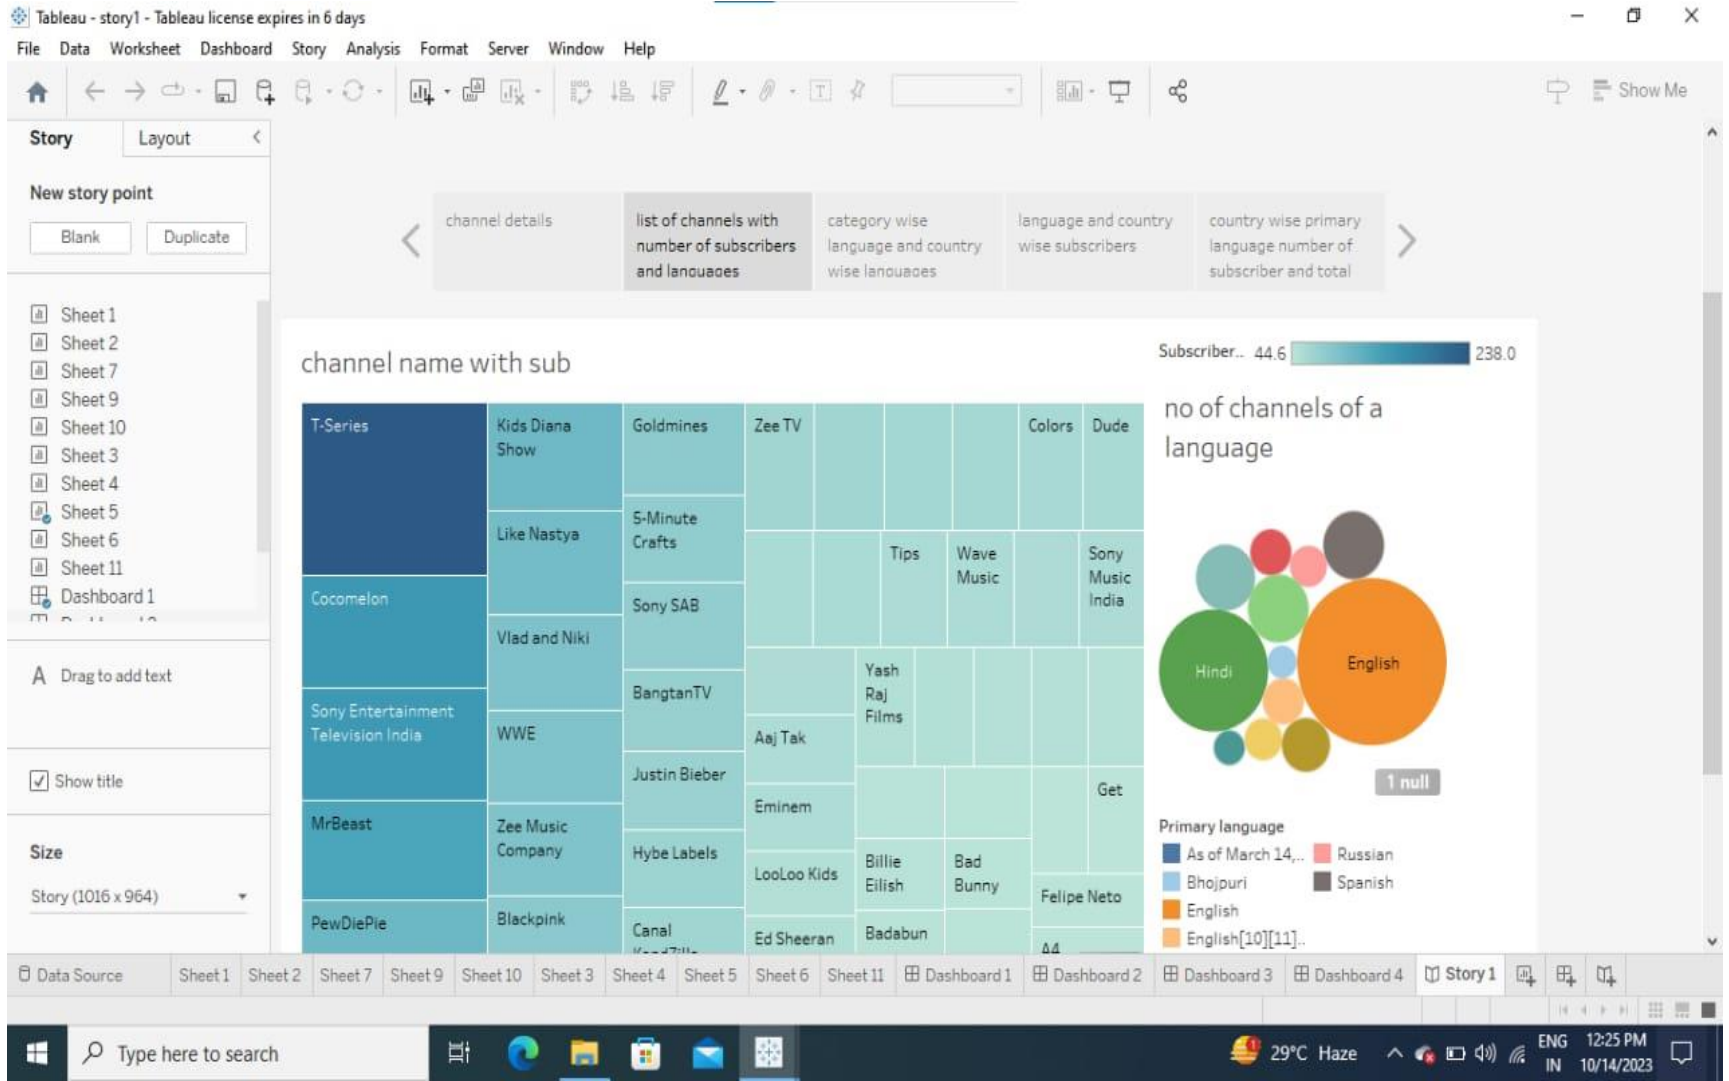 Tableau - story1 - Tableau license expires in 6 days
File Data Worksheet Dashboard Story Analysis Format Server Window Help
Show Me
Story Layout
New story point
Blank Duplicate
Sheet 1
Sheet 2
Sheet 7
Sheet 9
Sheet 10
Sheet 3
Sheet 4
Sheet 5
Sheet 6
Sheet 11
Dashboard 1
A Drag to add text
Show title
Size
Story (1016 x 964)
channel details
list of channels with
number of subscribers
and languages
category wise
language and country
wise languages
language and country
wise subscribers
country wise primary
language number of
subscriber and total
channel name with sub
T-Series
Cocomelon
Sony Entertainment
Television India
MrBeast
PewDiePie
Kids Diana
Show
Like Nastya
Vlad and Niki
WWE
Zee Music
Company
Blackpink
Goldmines
5-Minute
Crafts
Sony SAB
BangtanTV
Justin Bieber
Hybe Labels
Canal
KondZilla
Zee TV
Colors
Dude
Tips
Wave
Music
Sony
Music
India
Aaj Tak
Eminem
LooLoo Kids
Ed Sheeran
Yash
Raj
Films
Billie
Eilish
Badabun
Bad
Bunny
Get
Felipe Neto
A4
Subscriber.. 44.6 238.0
no of channels of a
language
Hindi
English
1 null
Primary language
As of March 14,..
Bhojpuri
English
English[10][11]..
Russian
Spanish
Data Source Sheet 1 Sheet 2 Sheet 7 Sheet 9 Sheet 10 Sheet 3 Sheet 4 Sheet 5 Sheet 6 Sheet 11 Dashboard 1 Dashboard 2 Dashboard 3 Dashboard 4 Story 1
Type here to search
1
29°C Haze
ENG
IN
12:25 PM
10/14/2023